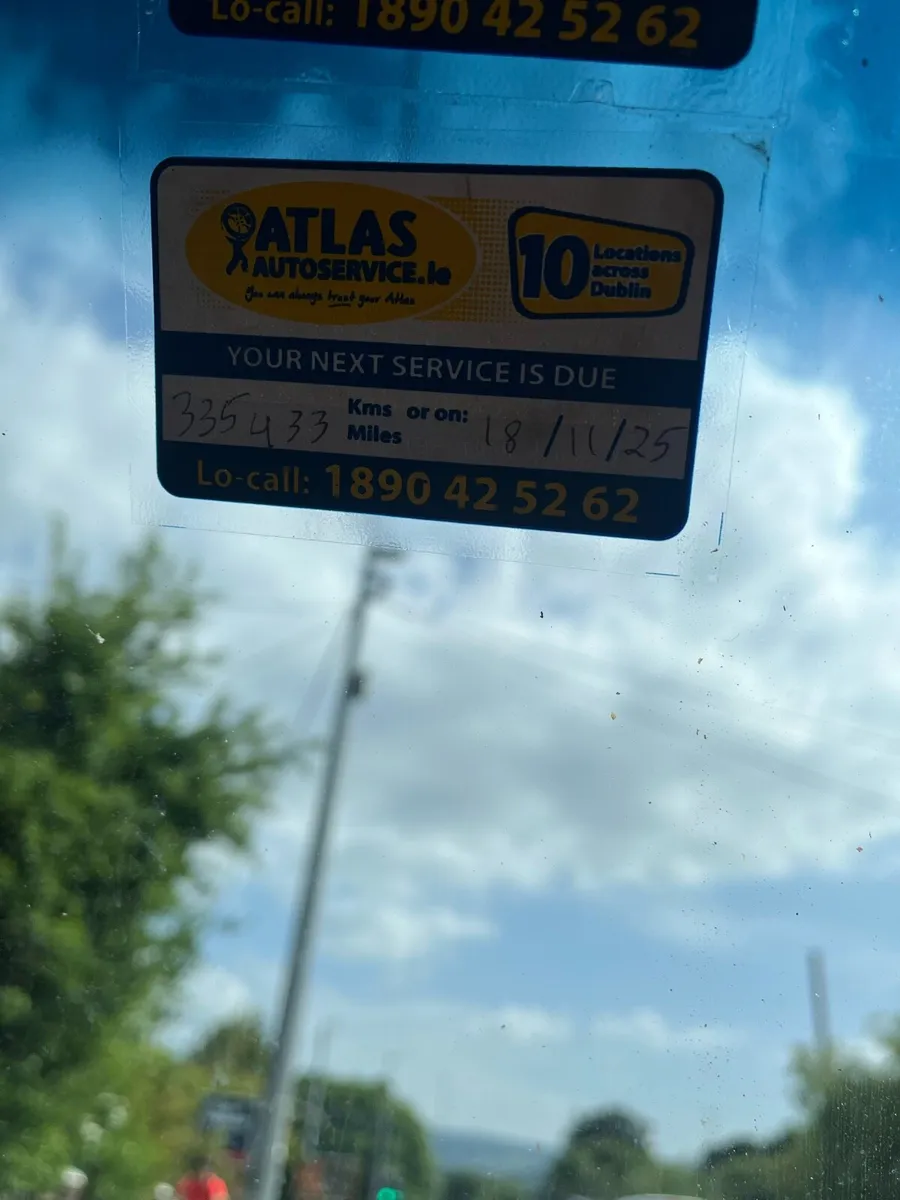 Lo-call: 1890 42 52 62
ATLAS
AUTOSERVICE.ie
You can always trust your Atlas
10 Locations
across
Dublin
YOUR NEXT SERVICE IS DUE
335433 Kms or on: 18/11/25
Miles
Lo-call: 1890 42 52 62